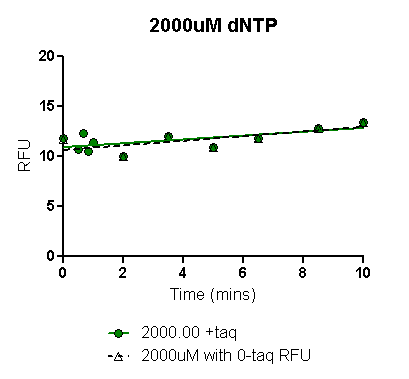 2000uM dNTP
20
15
10
5
0
RFU
0 2 4 6 8 10
Time (mins)
2000.00 +taq
2000uM with 0-taq RFU